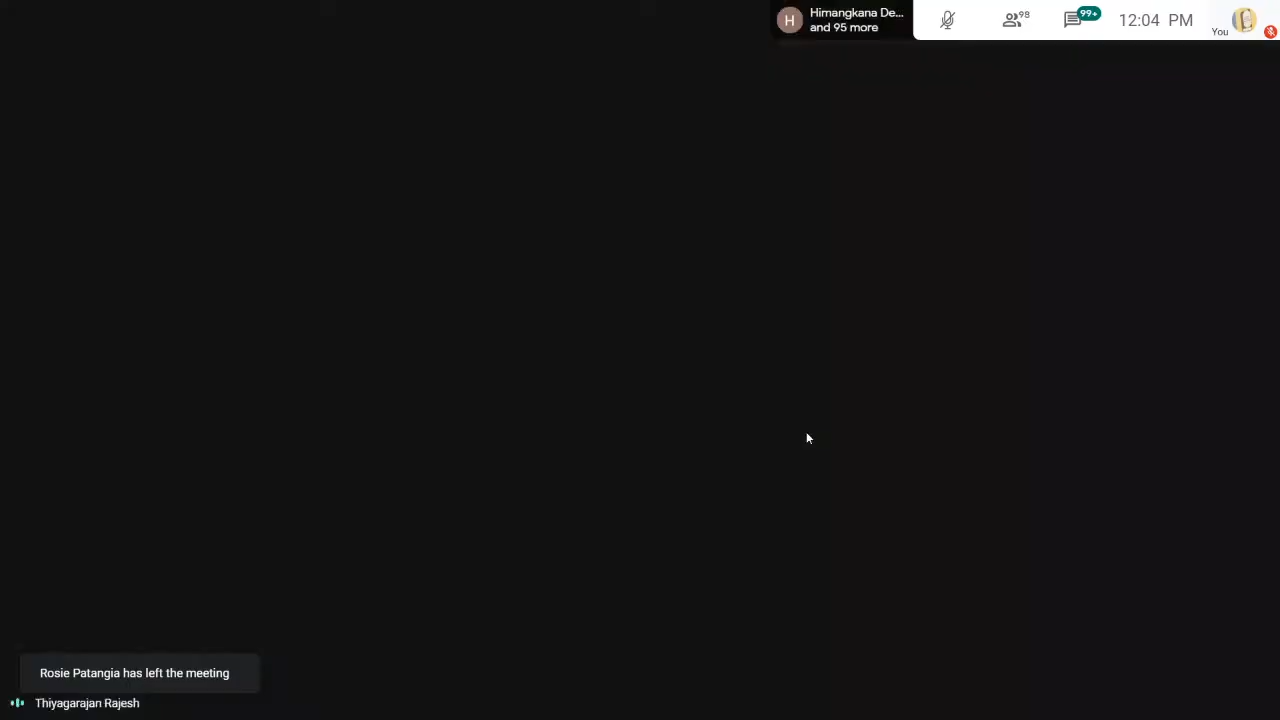 H
Himangkana De...
and 95 more
98
99+
12:04 PM
You
Rosie Patangia has left the meeting
Thiyagarajan Rajesh